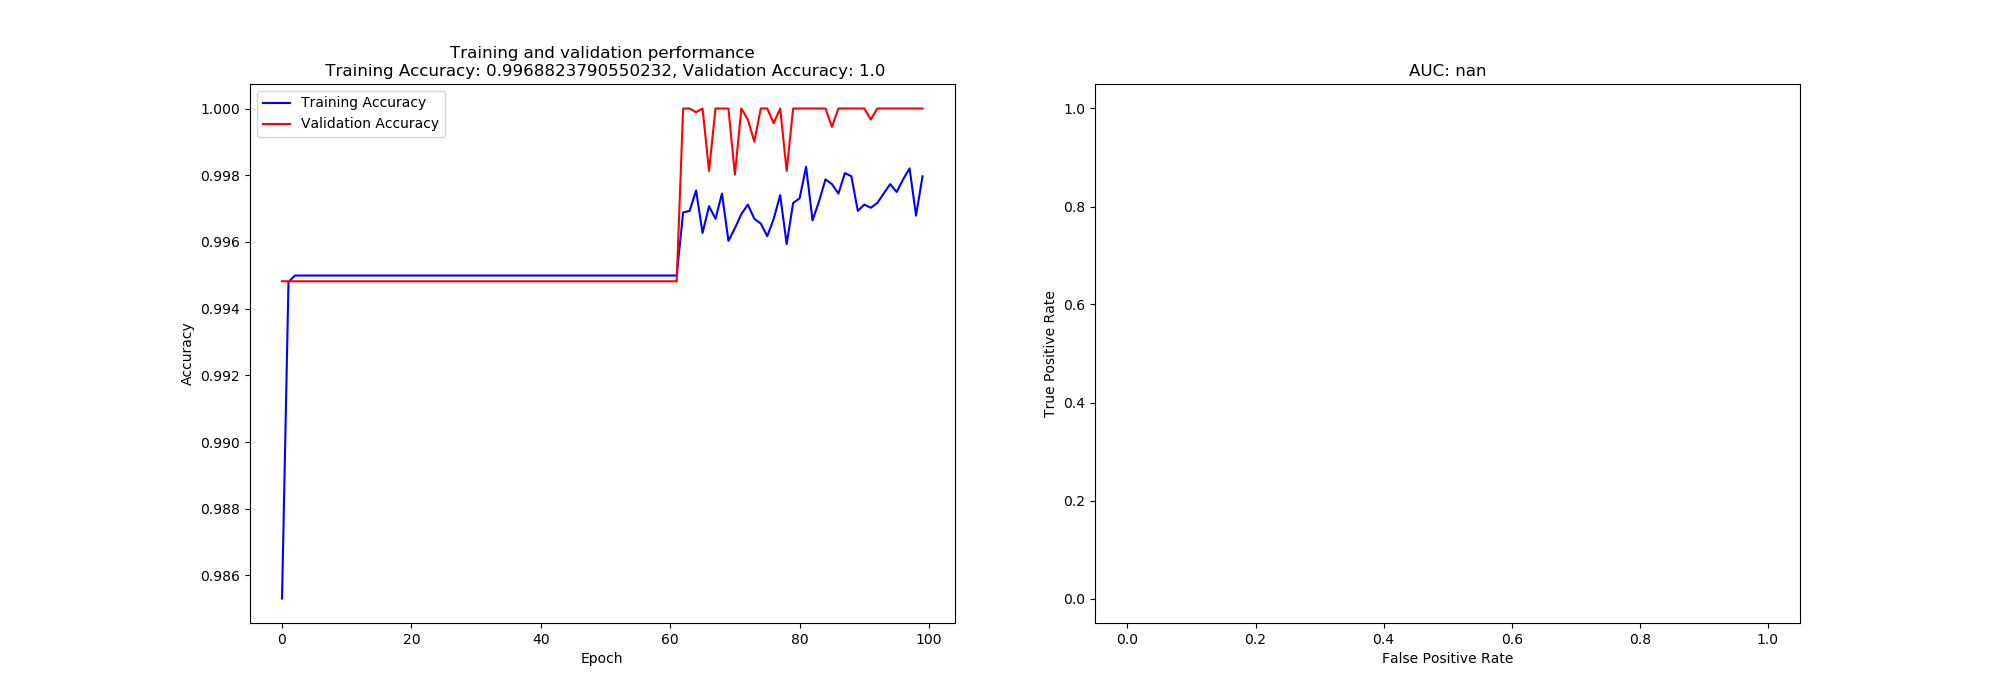 Training and validation performance
Training Accuracy: 0.9968823790550232, Validation Accuracy: 1.0
Training Accuracy
Validation Accuracy
1.000
0.998
0.996
0.994
0.992
0.990
0.988
0.986
Accuracy
0
20
40
60
80
100
Epoch
AUC: nan
1.0
0.8
0.6
0.4
0.2
0.0
True Positive Rate
0.0
0.2
0.4
0.6
0.8
1.0
False Positive Rate